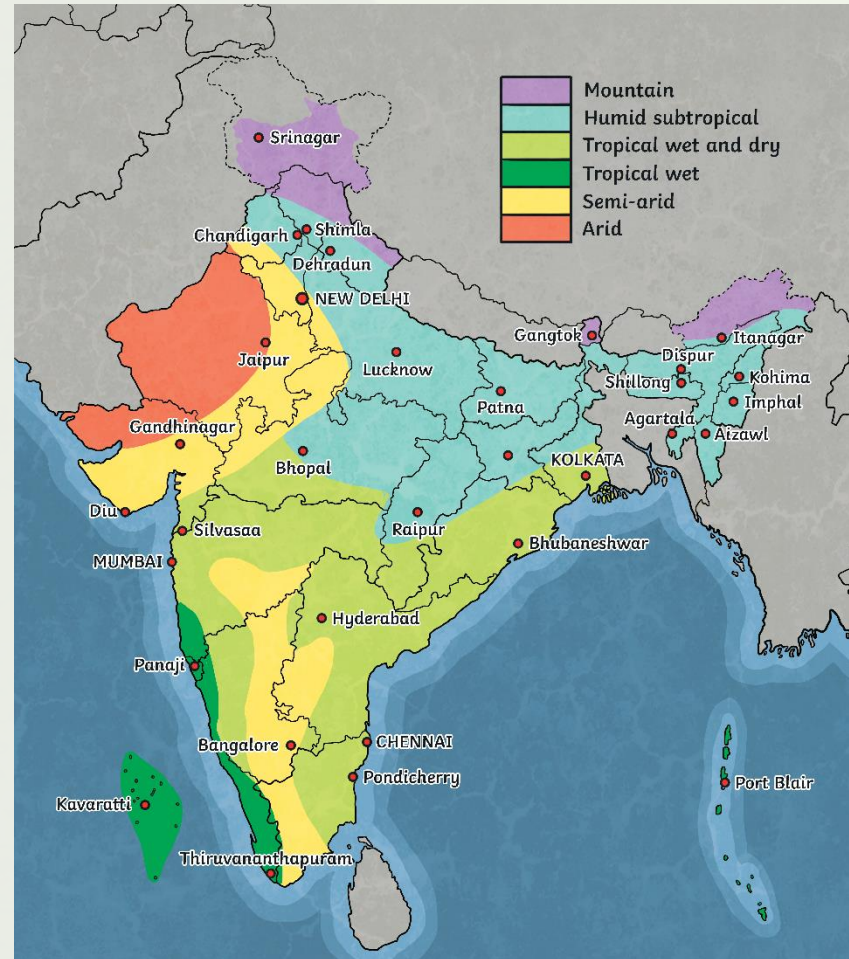 Mountain
Humid subtropical
Tropical wet and dry
Tropical wet
Semi-arid
Arid
Srinagar
Shimla
Chandigarh
Dehradun
NEW DELHI
Jaipur
Lucknow
Gangtok
Itanagar
Dispur
Shillong
Kohima
Imphal
Patna
Agartala
Aizawl
Gandhinagar
Bhopal
KOLKATA
Diu
Silvasaa
Raipur
Bhubaneshwar
MUMBAI
Hyderabad
Panaji
Bangalore
CHENNAI
Pondicherry
Port Blair
Kavaratti
Thiruvananthapuram